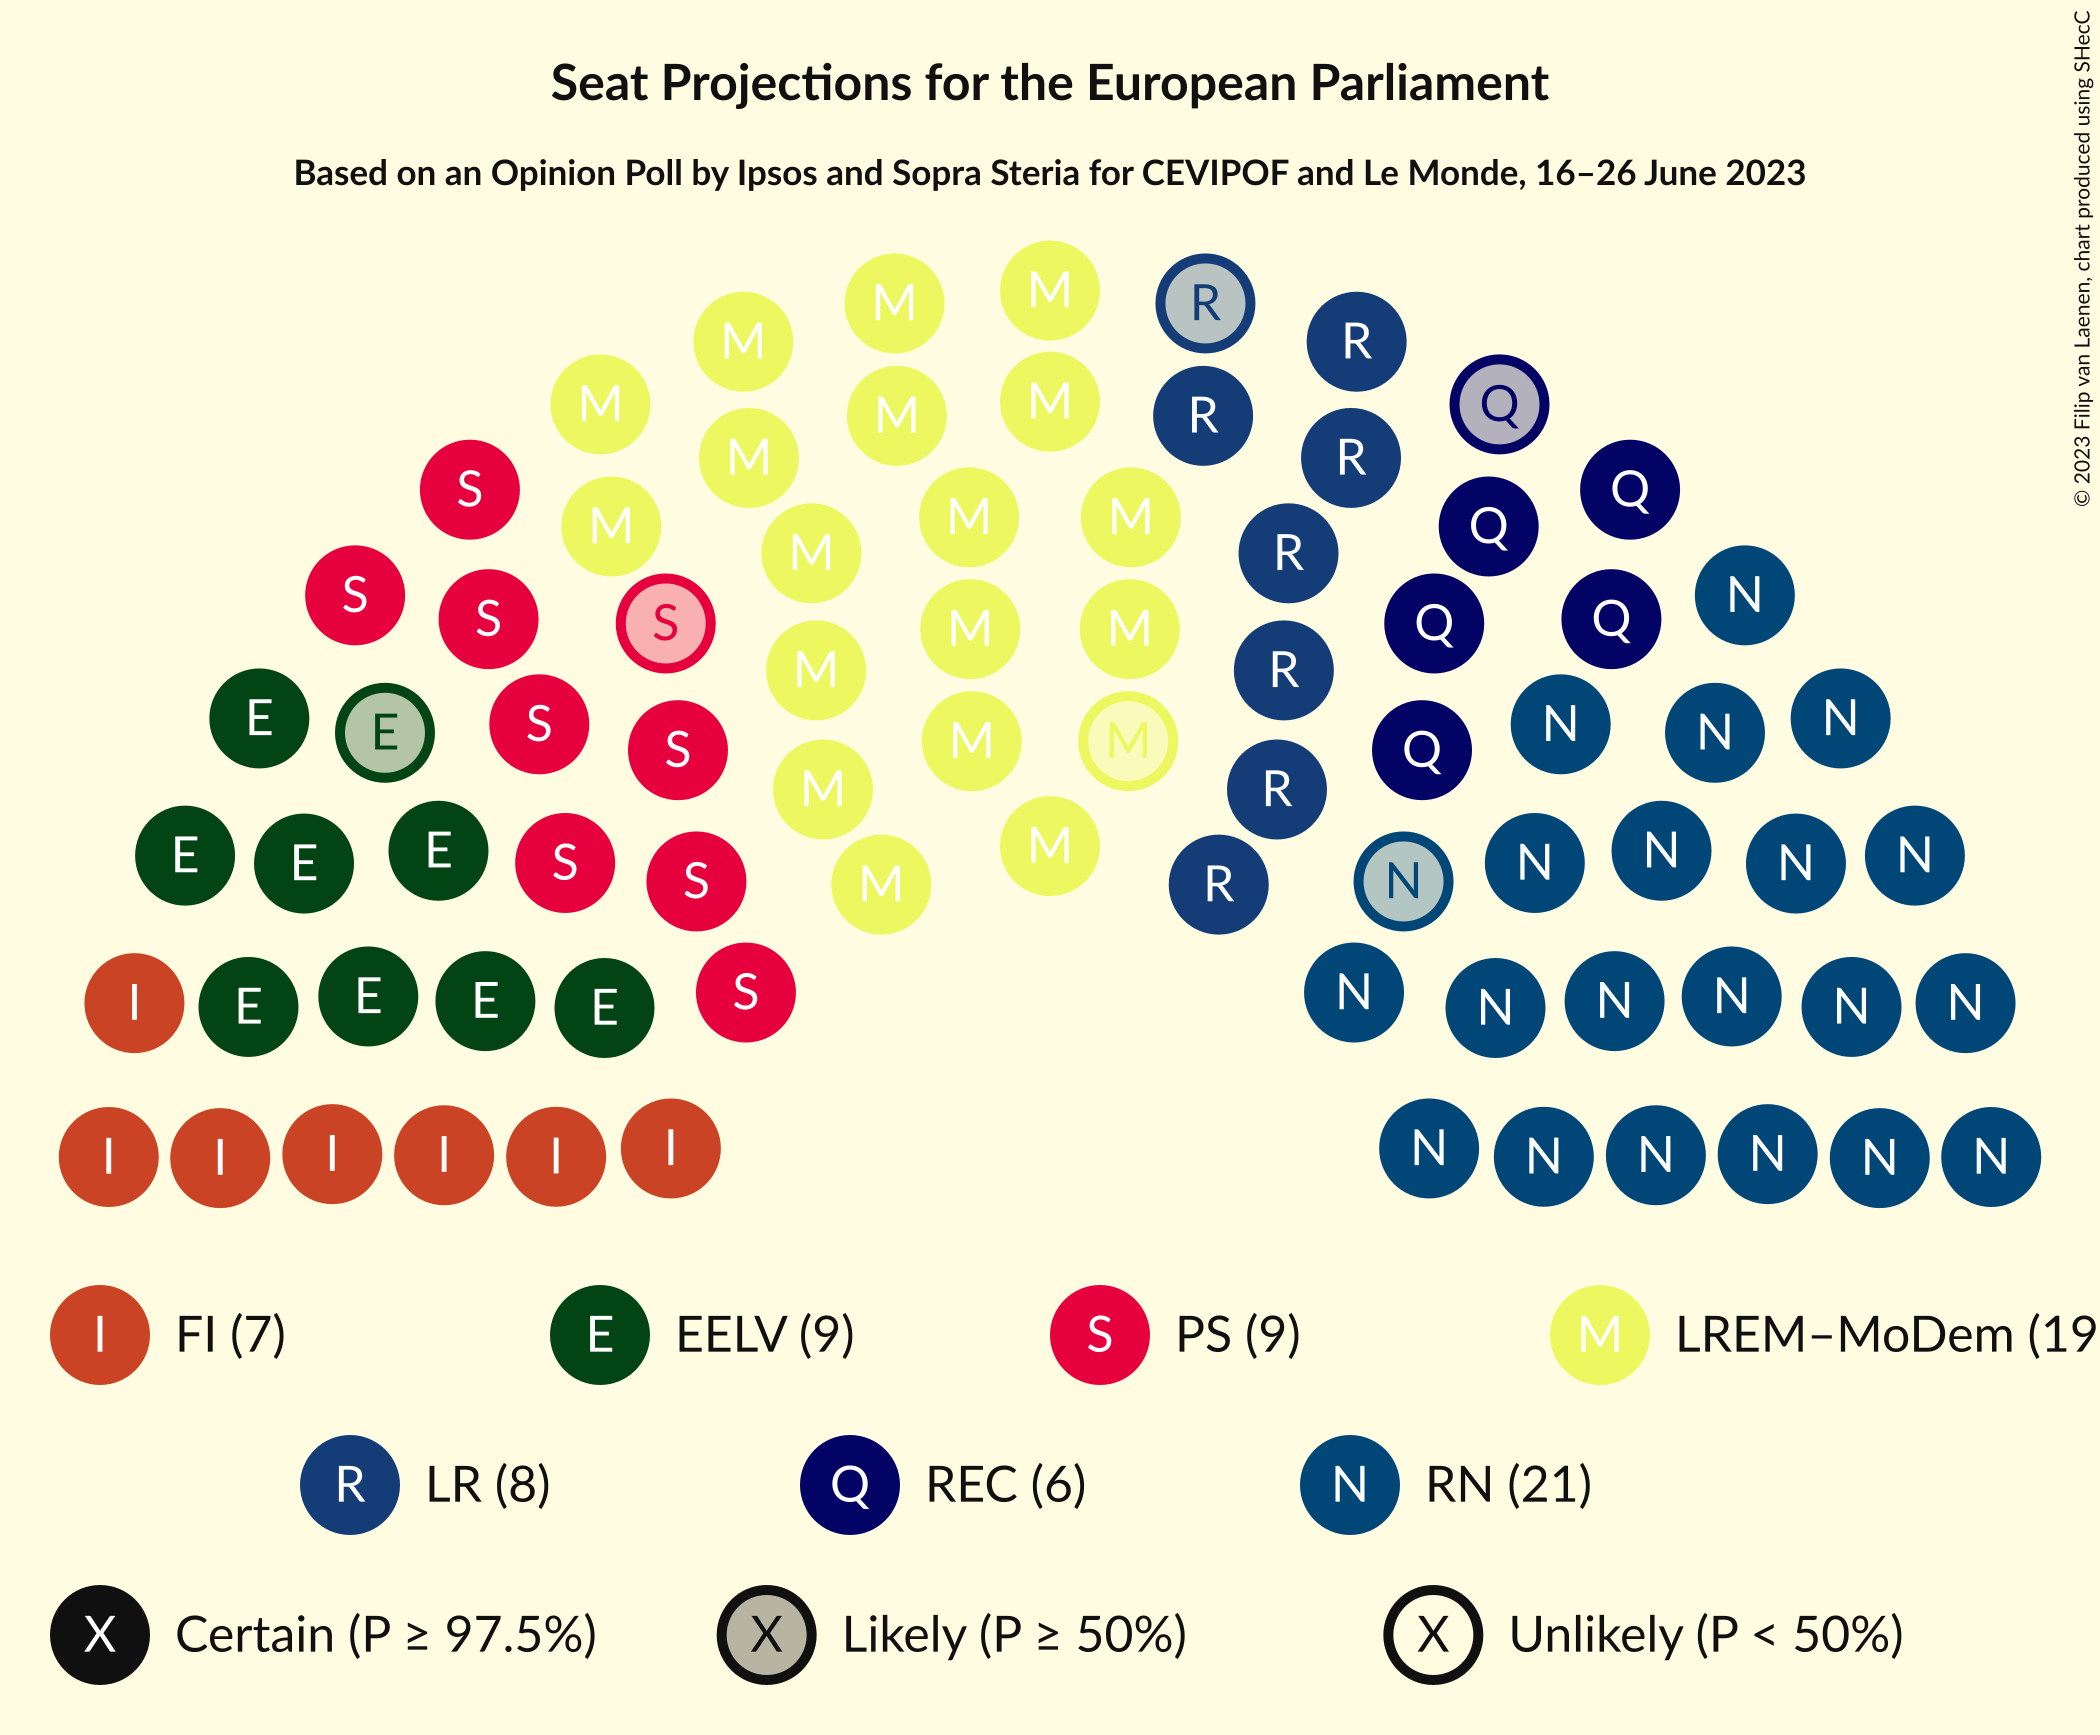 Seat Projections for the European Parliament
Based on an Opinion Poll by Ipsos and Sopra Steria for CEVIPOF and Le Monde, 16–26 June 2023
© 2023 Filip van Laenen, chart produced using SHecC
M
M M R R
M M Q
M M R
M R
S M Q
M M Q
S M M R
S S M M Q Q N
E E S S M R
M M Q N N N
E E E S S M M R N N N N N
M R
I E E E E S N N N N N N
I I I I I I N N N N N N
I FI (7) E EELV (9) S PS (9) M LREM–MoDem (19
R LR (8) Q REC (6) N RN (21)
X Certain (P ≥ 97.5%) X Likely (P ≥ 50%) X Unlikely (P < 50%)